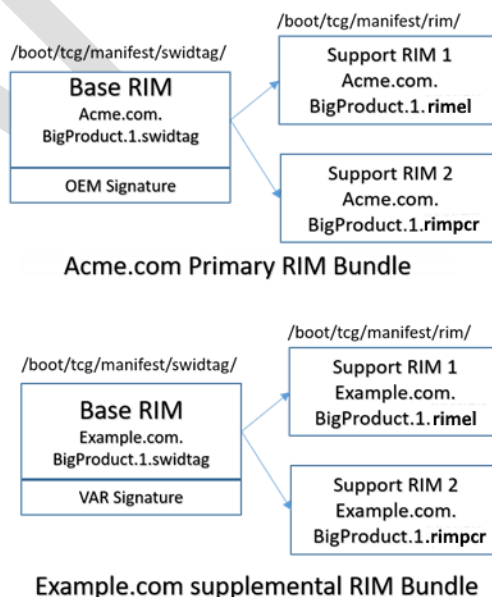 /boot/tcg/manifest/swidtag/
Base RIM
Acme.com.
BigProduct.1.swidtag
OEM Signature
/boot/tcg/manifest/rim/
Support RIM 1
Acme.com.
BigProduct.1.rimel
Support RIM 2
Acme.com.
BigProduct.1.rimpcr
Acme.com Primary RIM Bundle
/boot/tcg/manifest/swidtag/
Base RIM
Example.com.
BigProduct.1.swidtag
VAR Signature
/boot/tcg/manifest/rim/
Support RIM 1
Example.com.
BigProduct.1.rimel
Support RIM 2
Example.com.
BigProduct.1.rimpcr
Example.com supplemental RIM Bundle